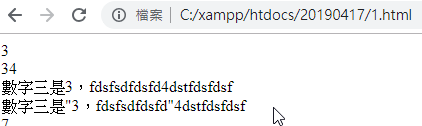 檔案 | C:/xampp/htdocs/20190417/1.html
3
34
數字三是3，fdsfsdfdsfd4dstfdsfdsf
數字三是"3，fdsfsdfdsfd"4dstfdsfdsf
7